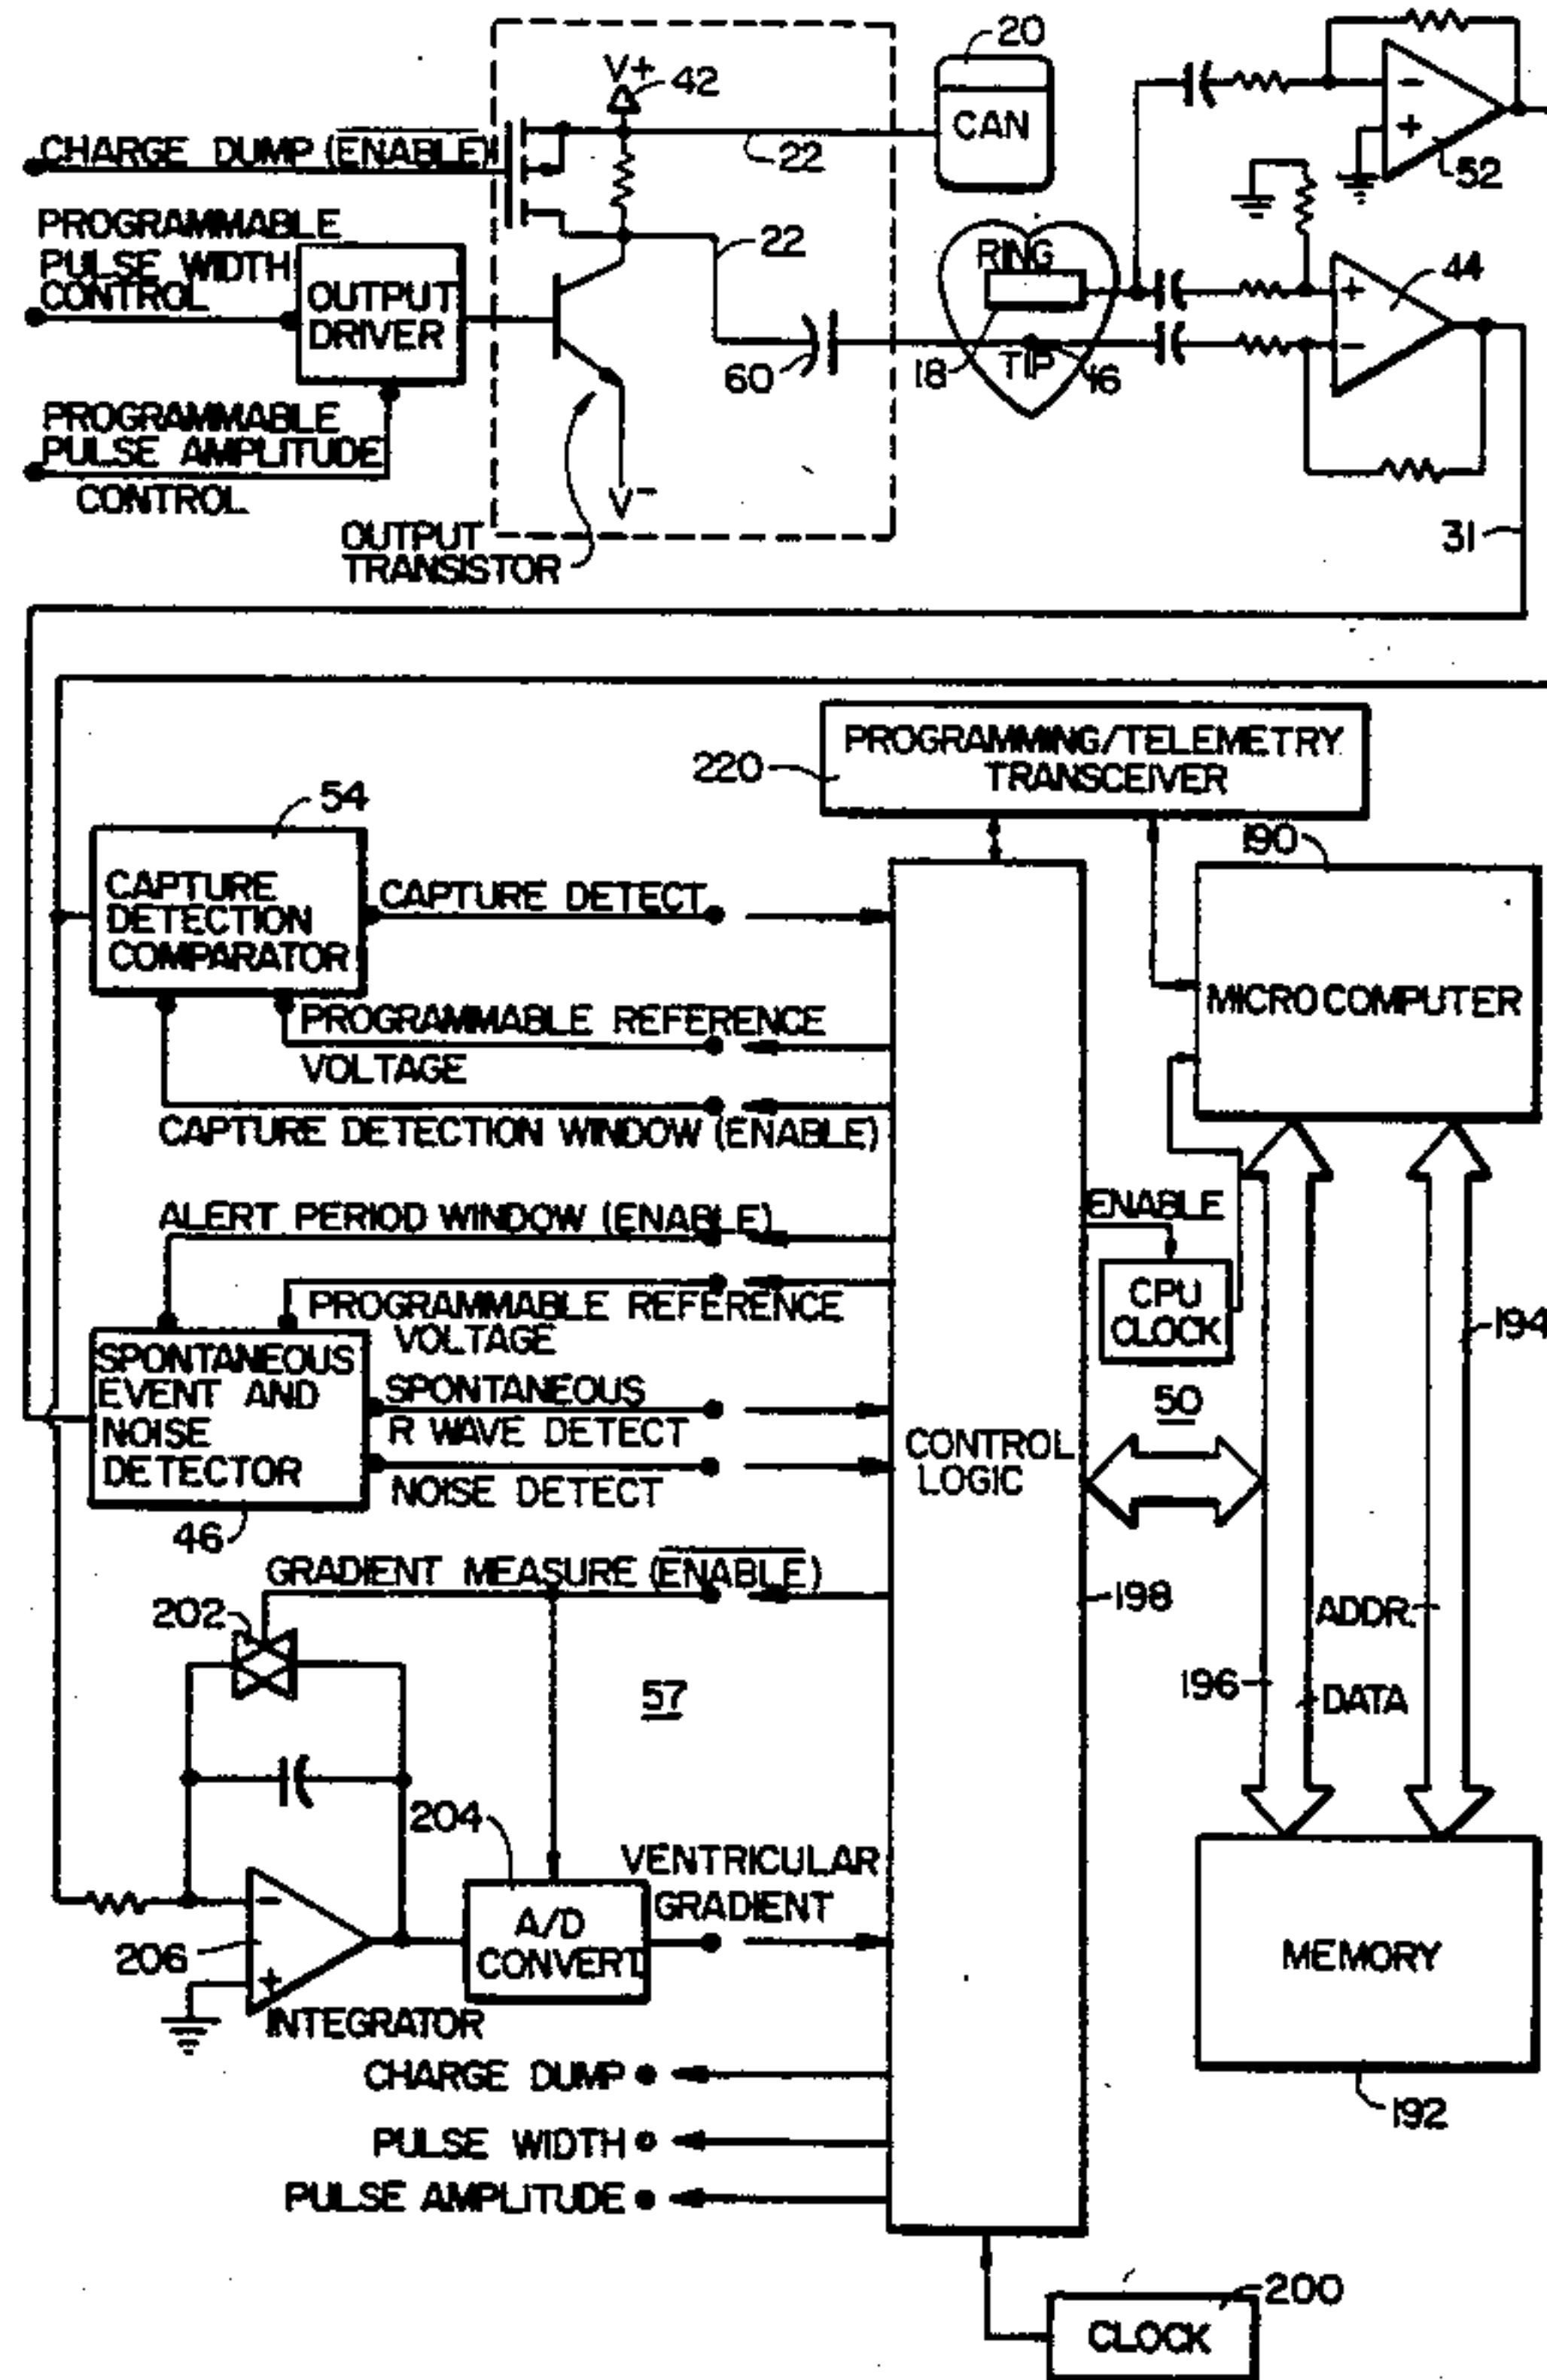 20
V+
42
CAN
CHARGE DUMP (ENABLE)
22
52
PROGRAMMABLE
PULSE WIDTH
CONTROL
OUTPUT
DRIVER
22
RING
44
60
18
TIP
16
PROGRAMMABLE
PULSE AMPLITUDE
CONTROL
V-
OUTPUT
TRANSISTOR
31
PROGRAMMING/TELEMETRY
TRANSCEIVER
220
54
190
CAPTURE
DETECTION
COMPARATOR
CAPTURE DETECT
MICROCOMPUTER
PROGRAMMABLE REFERENCE
VOLTAGE
CAPTURE DETECTION WINDOW (ENABLE)
ALERT PERIOD WINDOW (ENABLE)
ENABLE
PROGRAMMABLE REFERENCE
VOLTAGE
CPU
CLOCK
194
SPONTANEOUS
EVENT AND
NOISE
DETECTOR
SPONTANEOUS
R WAVE DETECT
NOISE DETECT
50
CONTROL
LOGIC
46
GRADIENT MEASURE (ENABLE)
198
202
ADDR.
57
196
DATA
204
VENTRICULAR
GRADIENT
A/D
CONVERT
206
INTEGRATOR
MEMORY
CHARGE DUMP
192
PULSE WIDTH
PULSE AMPLITUDE
200
CLOCK